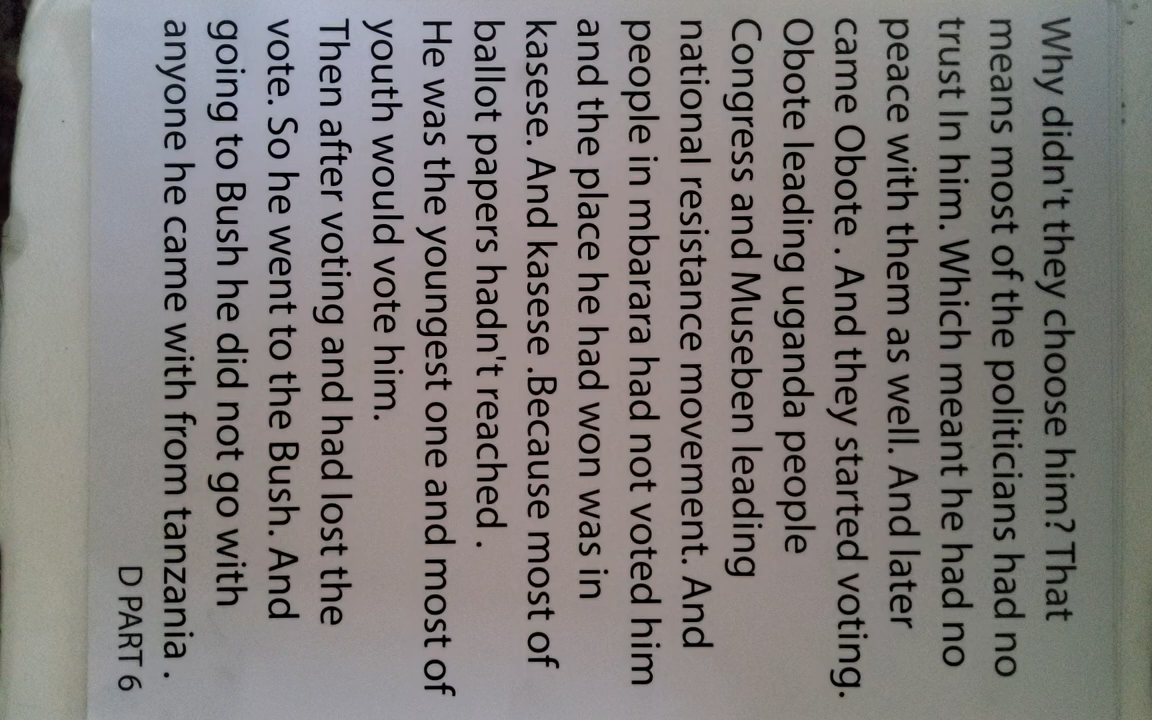 Why didn't they choose him? That
means most of the politicians had no
trust In him. Which meant he had no
peace with them as well. And later
came Obote . And they started voting.
Obote leading uganda people
Congress and Museben leading
national resistance movement. And
people in mbarara had not voted him
and the place he had won was in
kasese. And kasese .Because most of
ballot papers hadn't reached .
He was the youngest one and most of
youth would vote him.
Then after voting and had lost the
vote. So he went to the Bush. And
going to Bush he did not go with
anyone he came with from tanzania .
D PART 6